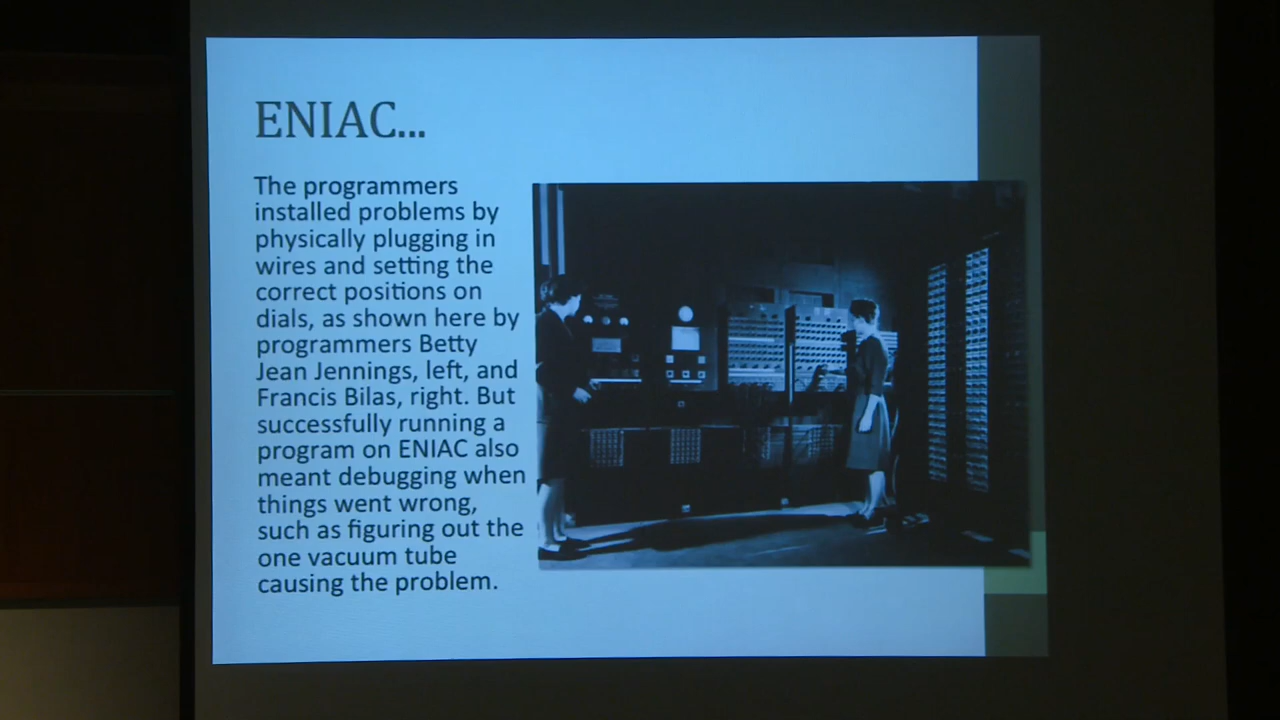 ENIAC...
The programmers
installed problems by
physically plugging in
wires and setting the
correct positions on
dials, as shown here by
programmers Betty
Jean Jennings, left, and
Francis Bilas, right. But
successfully running a
program on ENIAC also
meant debugging when
things went wrong,
such as figuring out the
one vacuum tube
causing the problem.